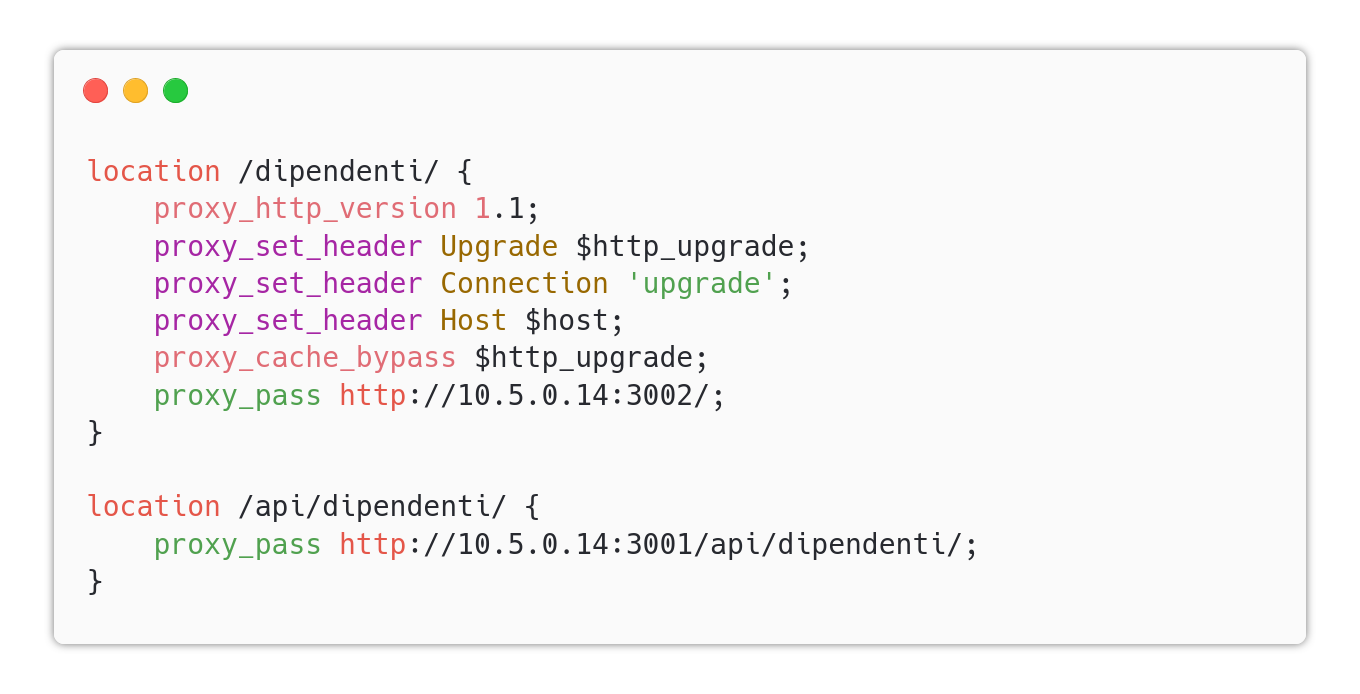 location /dipendenti/ {
    proxy_http_version 1.1;
    proxy_set_header Upgrade $http_upgrade;
    proxy_set_header Connection 'upgrade';
    proxy_set_header Host $host;
    proxy_cache_bypass $http_upgrade;
    proxy_pass http://10.5.0.14:3002/;
}

location /api/dipendenti/ {
    proxy_pass http://10.5.0.14:3001/api/dipendenti/;
}